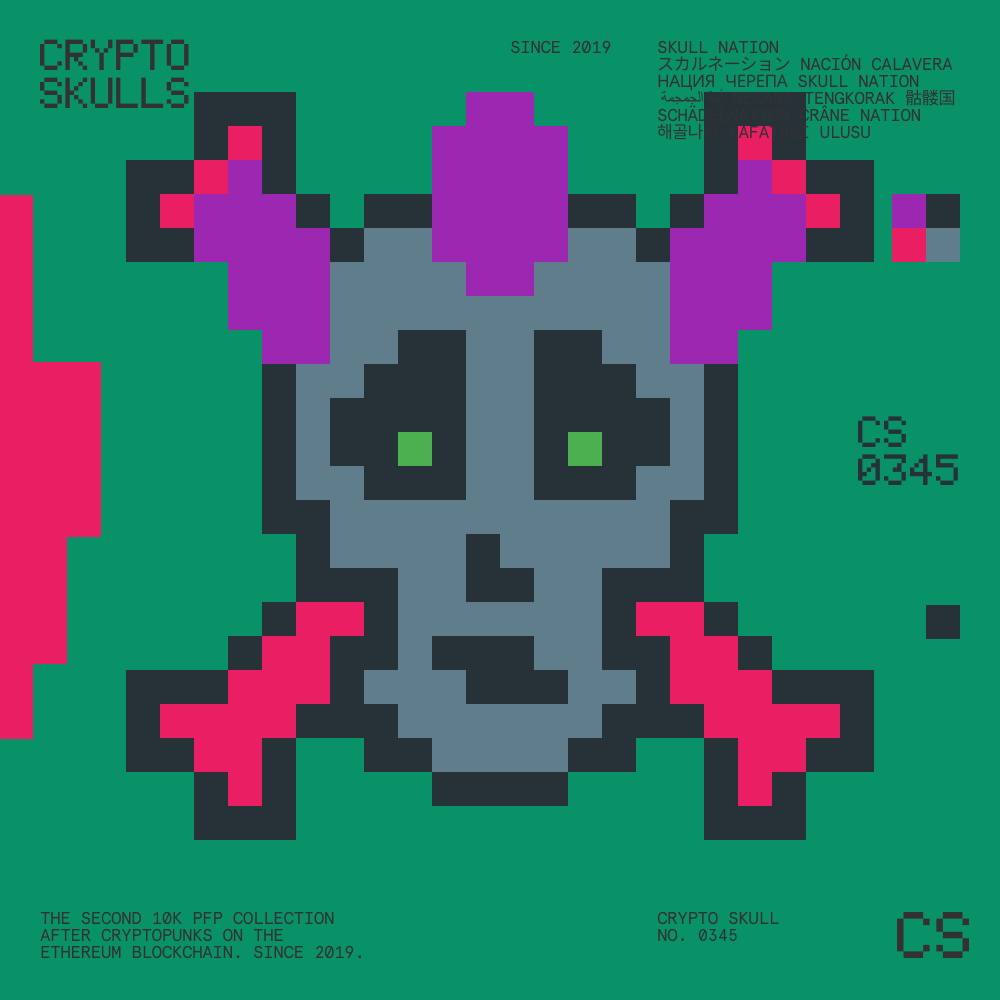 CRYPTO
SKULLS
SINCE 2019
SKULL NATION
スカルネーション NACIÓN CALAVERA
НАЦИЯ ЧЕРЕПА SKULL NATION
TENGKORAK 骷髅国
CRÂNE NATION
해골 ULUSU
CS
0345
THE SECOND 10K PFP COLLECTION
AFTER CRYPTOPUNKS ON THE
ETHEREUM BLOCKCHAIN. SINCE 2019.
CRYPTO SKULL
NO. 0345
CS